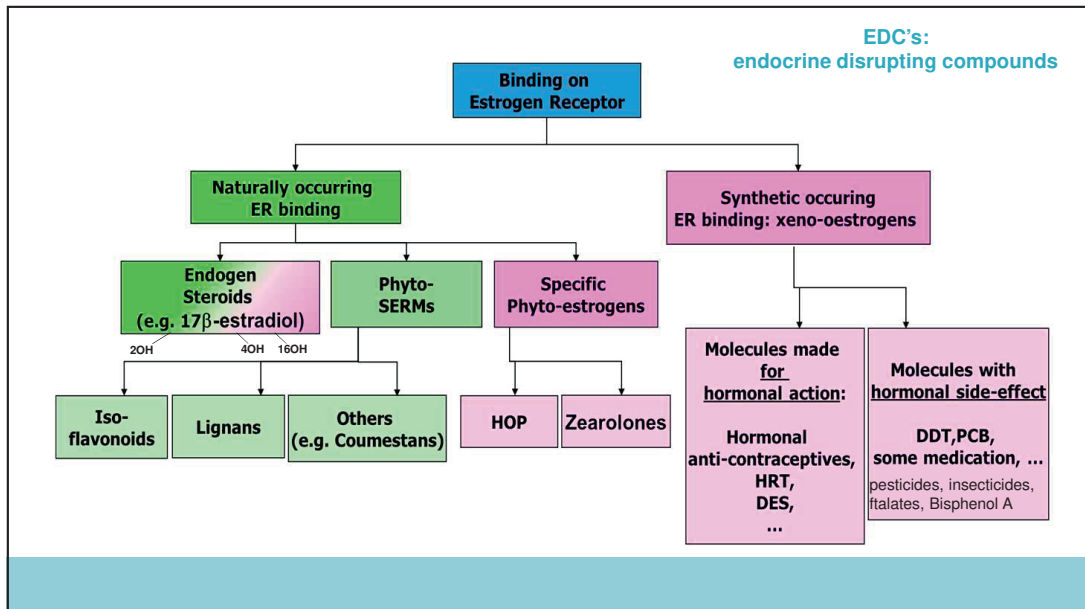 EDC's:
endocrine disrupting compounds
Binding on
Estrogen Receptor
Naturally occurring
ER binding
Synthetic occuring
ER binding: xeno-oestrogens
Endogen
Steroids
(e.g. 17β-estradiol)
Phyto-
SERMs
Specific
Phyto-estrogens
2OH
4OH
16OH
Iso-
flavonoids
Lignans
Others
(e.g. Coumestans)
HOP
Zearolones
Molecules made
for
hormonal action:
Hormonal
anti-contraceptives,
HRT,
DES,
...
Molecules with
hormonal side-effect
DDT,PCB,
some medication, ...
pesticides, insecticides,
ftalates, Bisphenol A